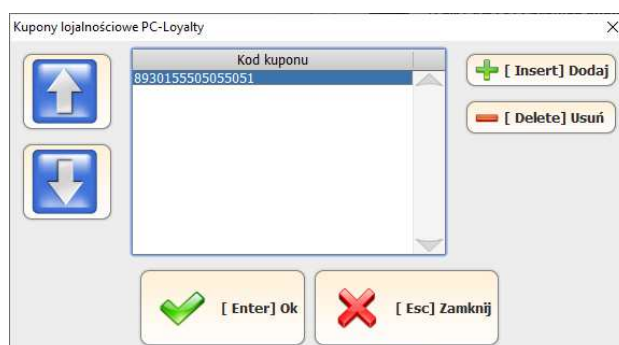 Kupony lojalnościowe PC-Loyalty
Kod kuponu
8930155505055051
[ Insert] Dodaj
[ Delete] Usuń
[ Enter] Ok
[ Esc] Zamknij